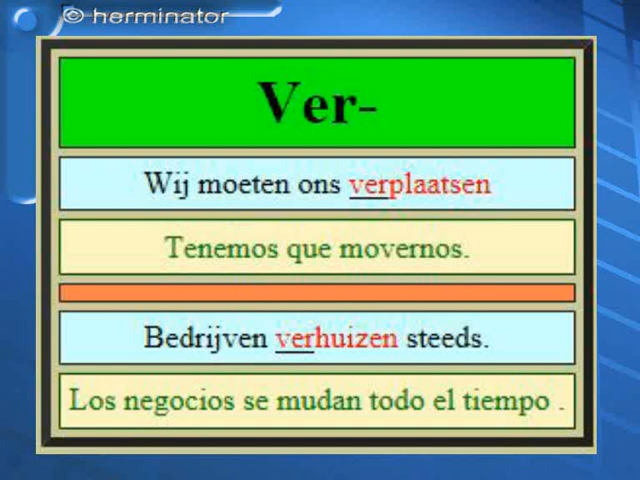 © herminator
Ver-
Wij moeten ons verplaatsen
Tenemos que movernos.
Bedrijven verhuizen steeds.
Los negocios se mudan todo el tiempo .